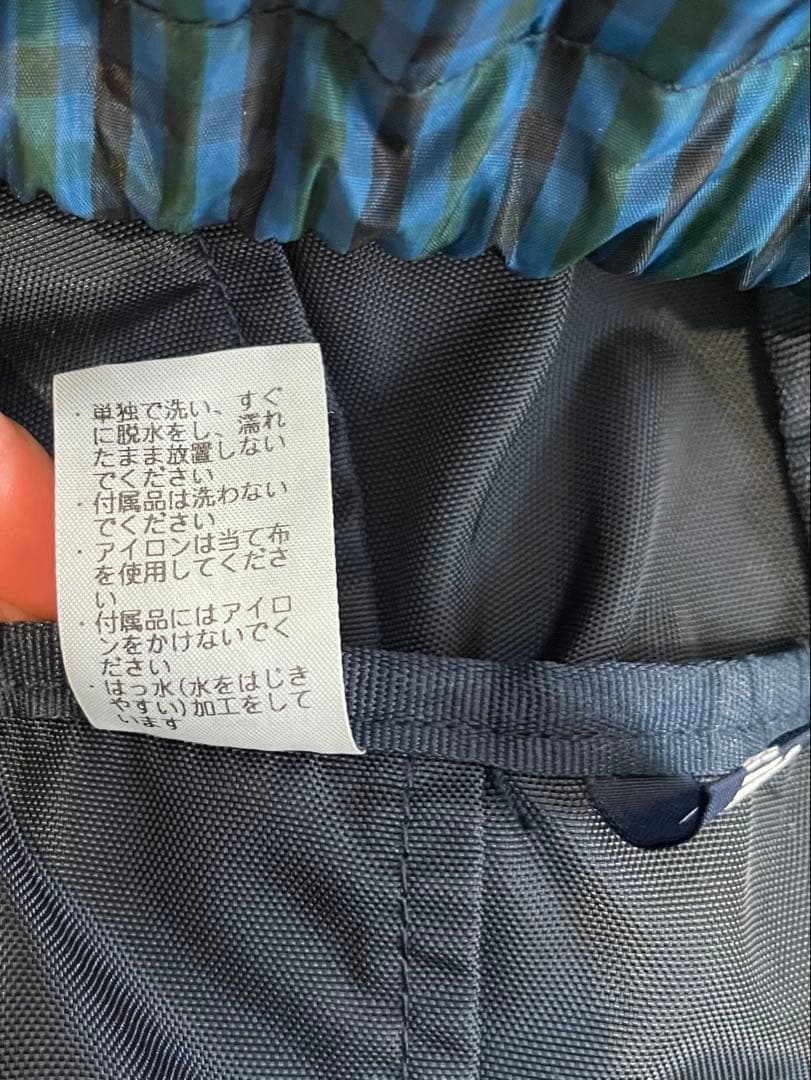 ・単独で洗い、すぐ
に脱水をし、濡れ
たまま放置しない
でください
・付属品は洗わない
でください
・アイロンは当て布
を使用してくださ
い
・付属品にはアイロ
ンをかけないでく
ださい
・はっ水(水をはじき
やすい)加工をして
います